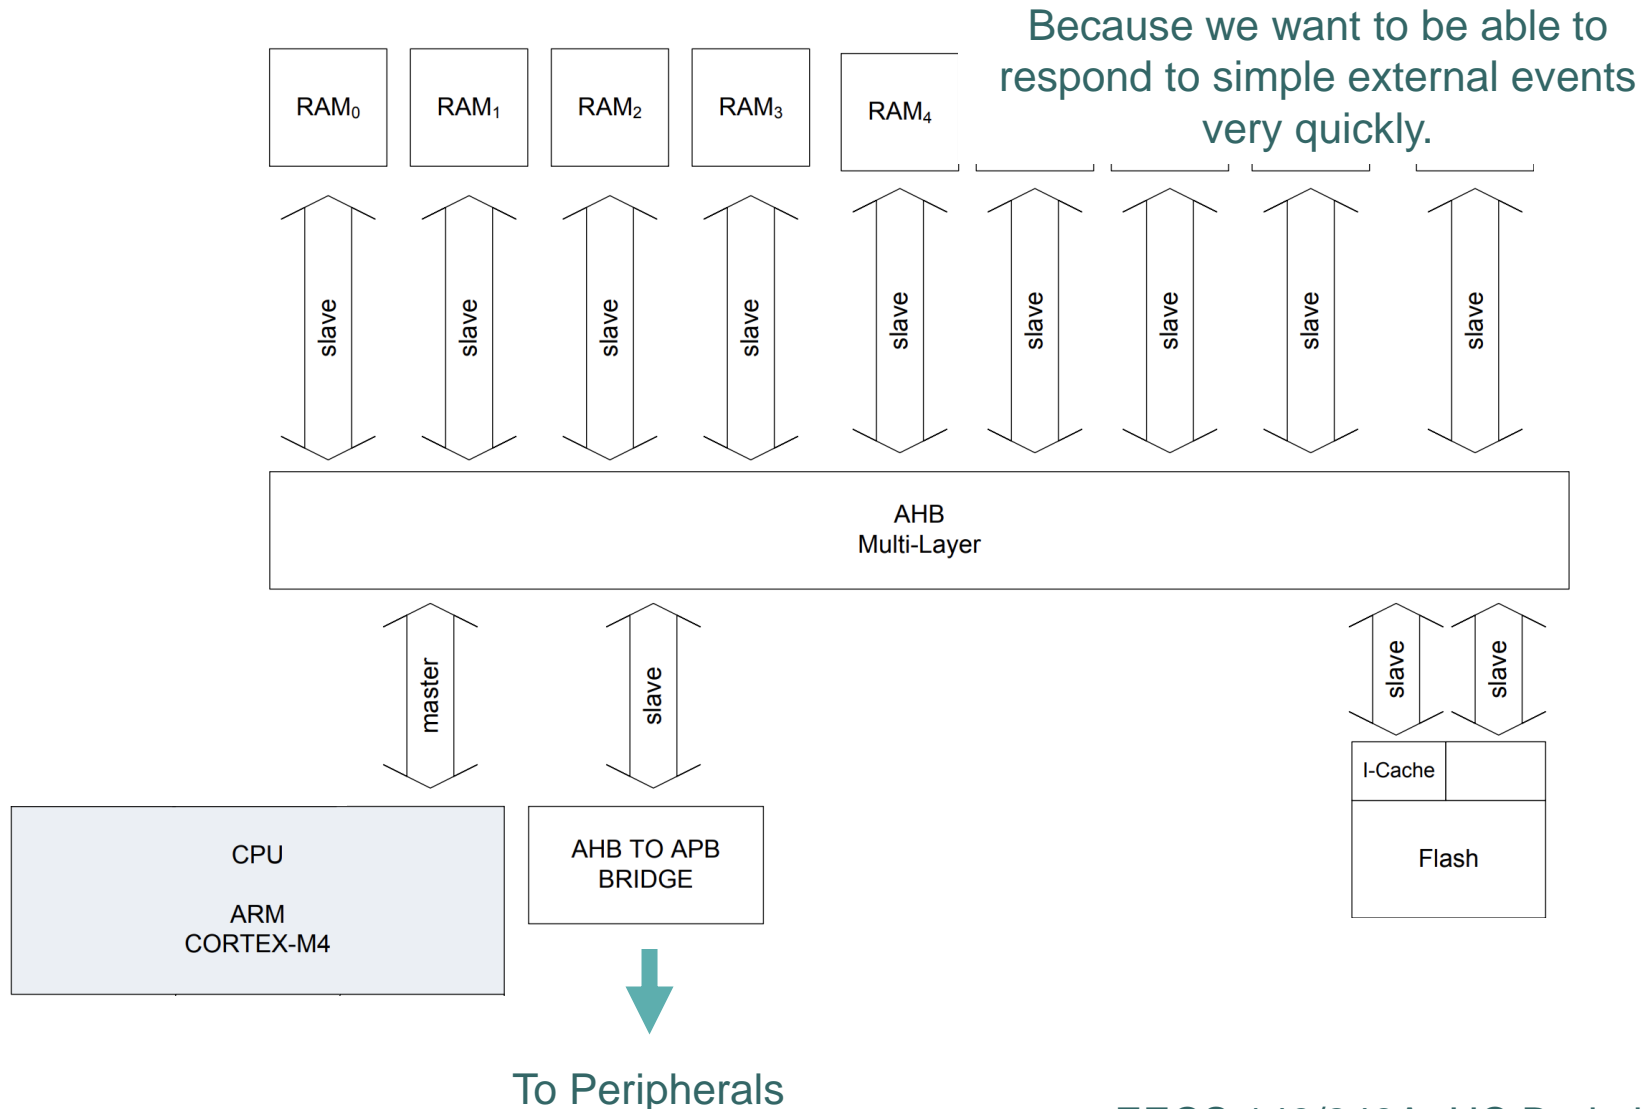 Because we want to be able to
respond to simple external events
very quickly.
RAM₀
RAM₁
RAM₂
RAM₃
RAM₄
slave
slave
slave
slave
slave
slave
slave
slave
slave
AHB
Multi-Layer
master
slave
slave
slave
I-Cache
CPU
ARM
CORTEX-M4
AHB TO APB
BRIDGE
Flash
To Peripherals